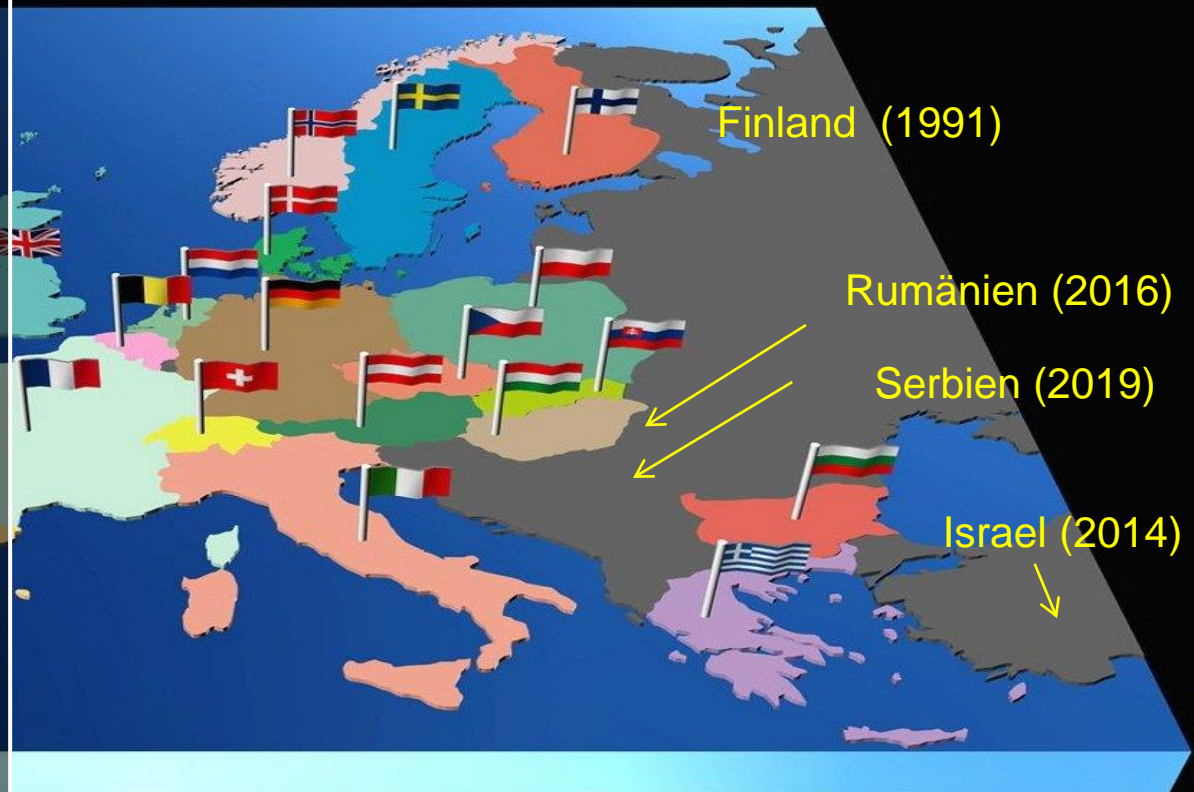 Finland (1991)
Rumänien (2016)
Serbien (2019)
Israel (2014)